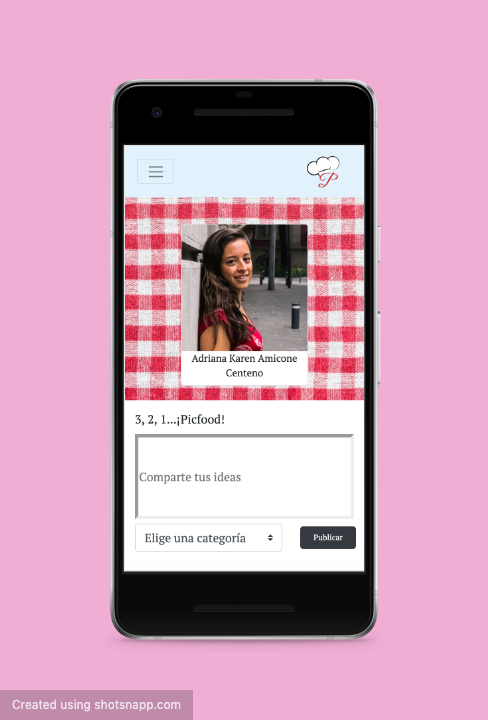 P
Adriana Karen Amicone
Centeno
3, 2, 1...¡Picfood!
Comparte tus ideas
Elige una categoría
Publicar
Created using shotsnapp.com